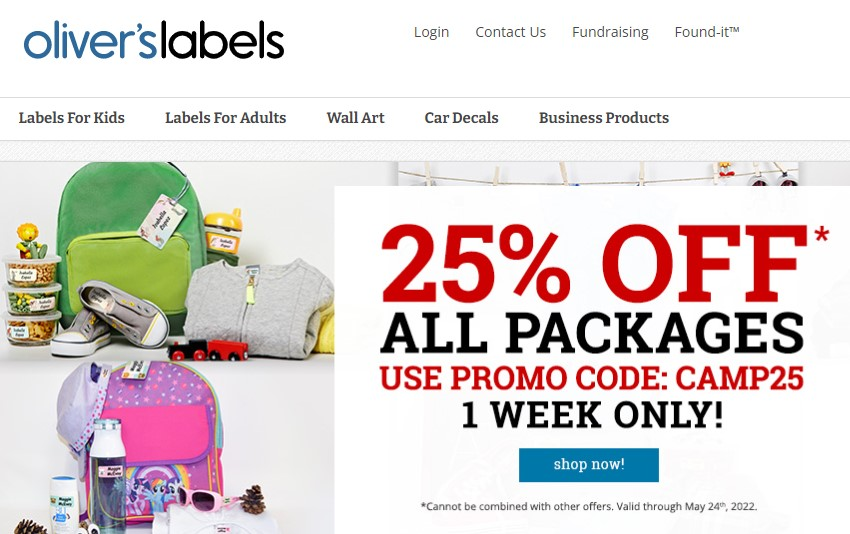 oliver'slabels
Login Contact Us Fundraising Found-it™
Labels For Kids Labels For Adults Wall Art Car Decals Business Products
25% OFF*
ALL PACKAGES
USE PROMO CODE: CAMP25
1 WEEK ONLY!
shop now!
*Cannot be combined with other offers. Valid through May 24th, 2022.